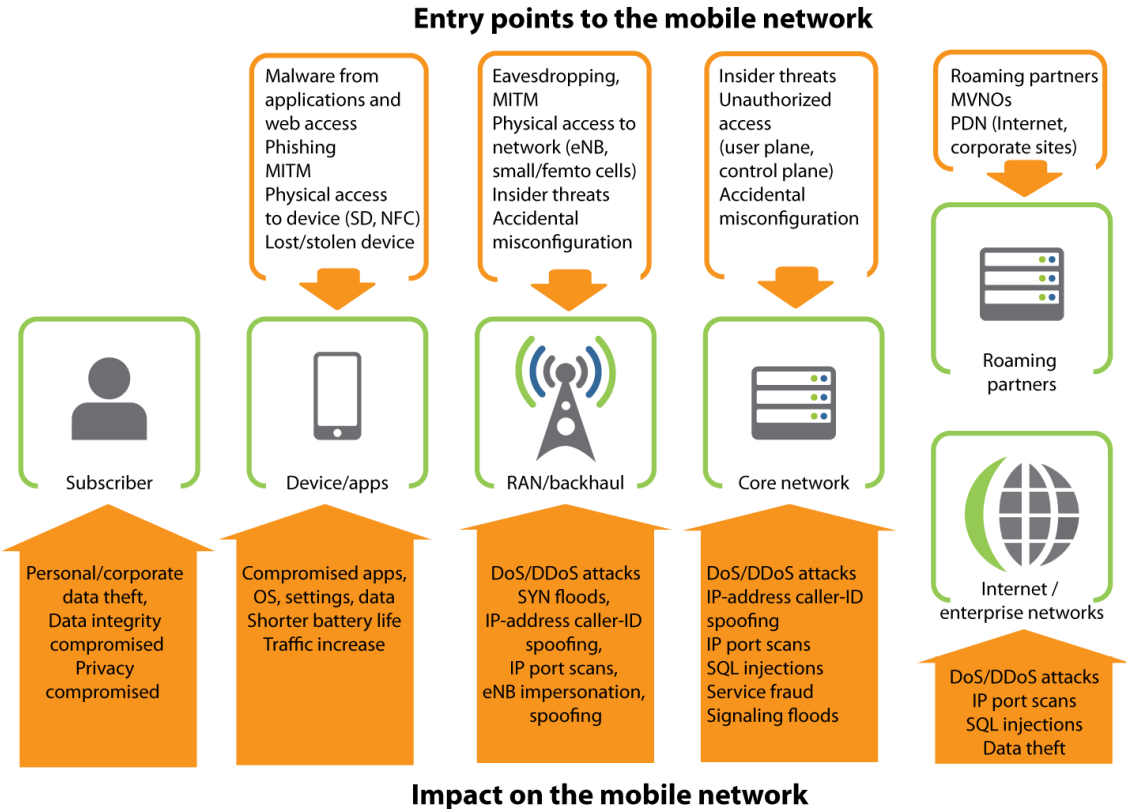 Entry points to the mobile network
Malware from
applications and
web access
Phishing
MITM
Physical access
to device (SD, NFC)
Lost/stolen device
Eavesdropping,
MITM
Physical access to
network (eNB,
small/femto cells)
Insider threats
Accidental
misconfiguration
Insider threats
Unauthorized
access
(user plane,
control plane)
Accidental
misconfiguration
Roaming partners
MVNOs
PDN (Internet,
corporate sites)
Subscriber
Device/apps
RAN/backhaul
Core network
Roaming
partners
Internet /
enterprise networks
Personal/corporate
data theft,
Data integrity
compromised
Privacy
compromised
Compromised apps,
OS, settings, data
Shorter battery life
Traffic increase
DoS/DDoS attacks
SYN floods,
IP-address caller-ID
spoofing,
IP port scans,
eNB impersonation,
spoofing
DoS/DDoS attacks
IP-address caller-ID
spoofing
IP port scans
SQL injections
Service fraud
Signaling floods
DoS/DDoS attacks
IP port scans
SQL injections
Data theft
Impact on the mobile network